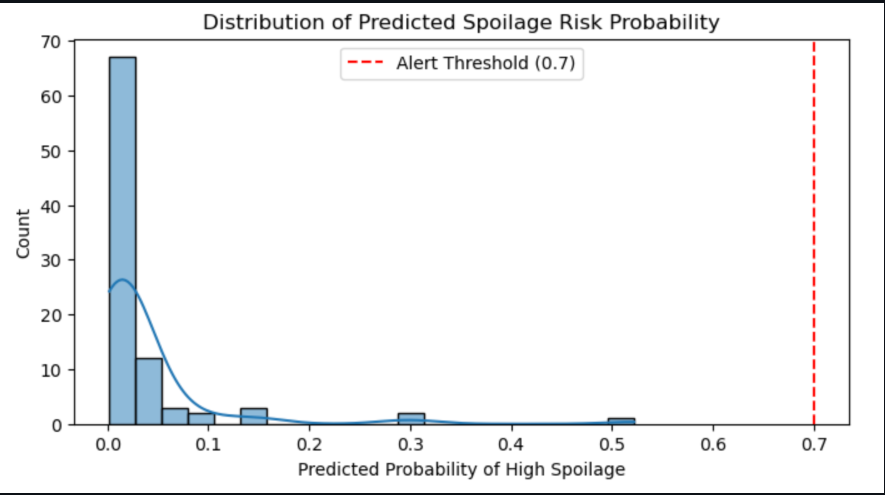 Distribution of Predicted Spoilage Risk Probability
Alert Threshold (0.7)
Count
70
60
50
40
30
20
10
0
0.0 0.1 0.2 0.3 0.4 0.5 0.6 0.7
Predicted Probability of High Spoilage